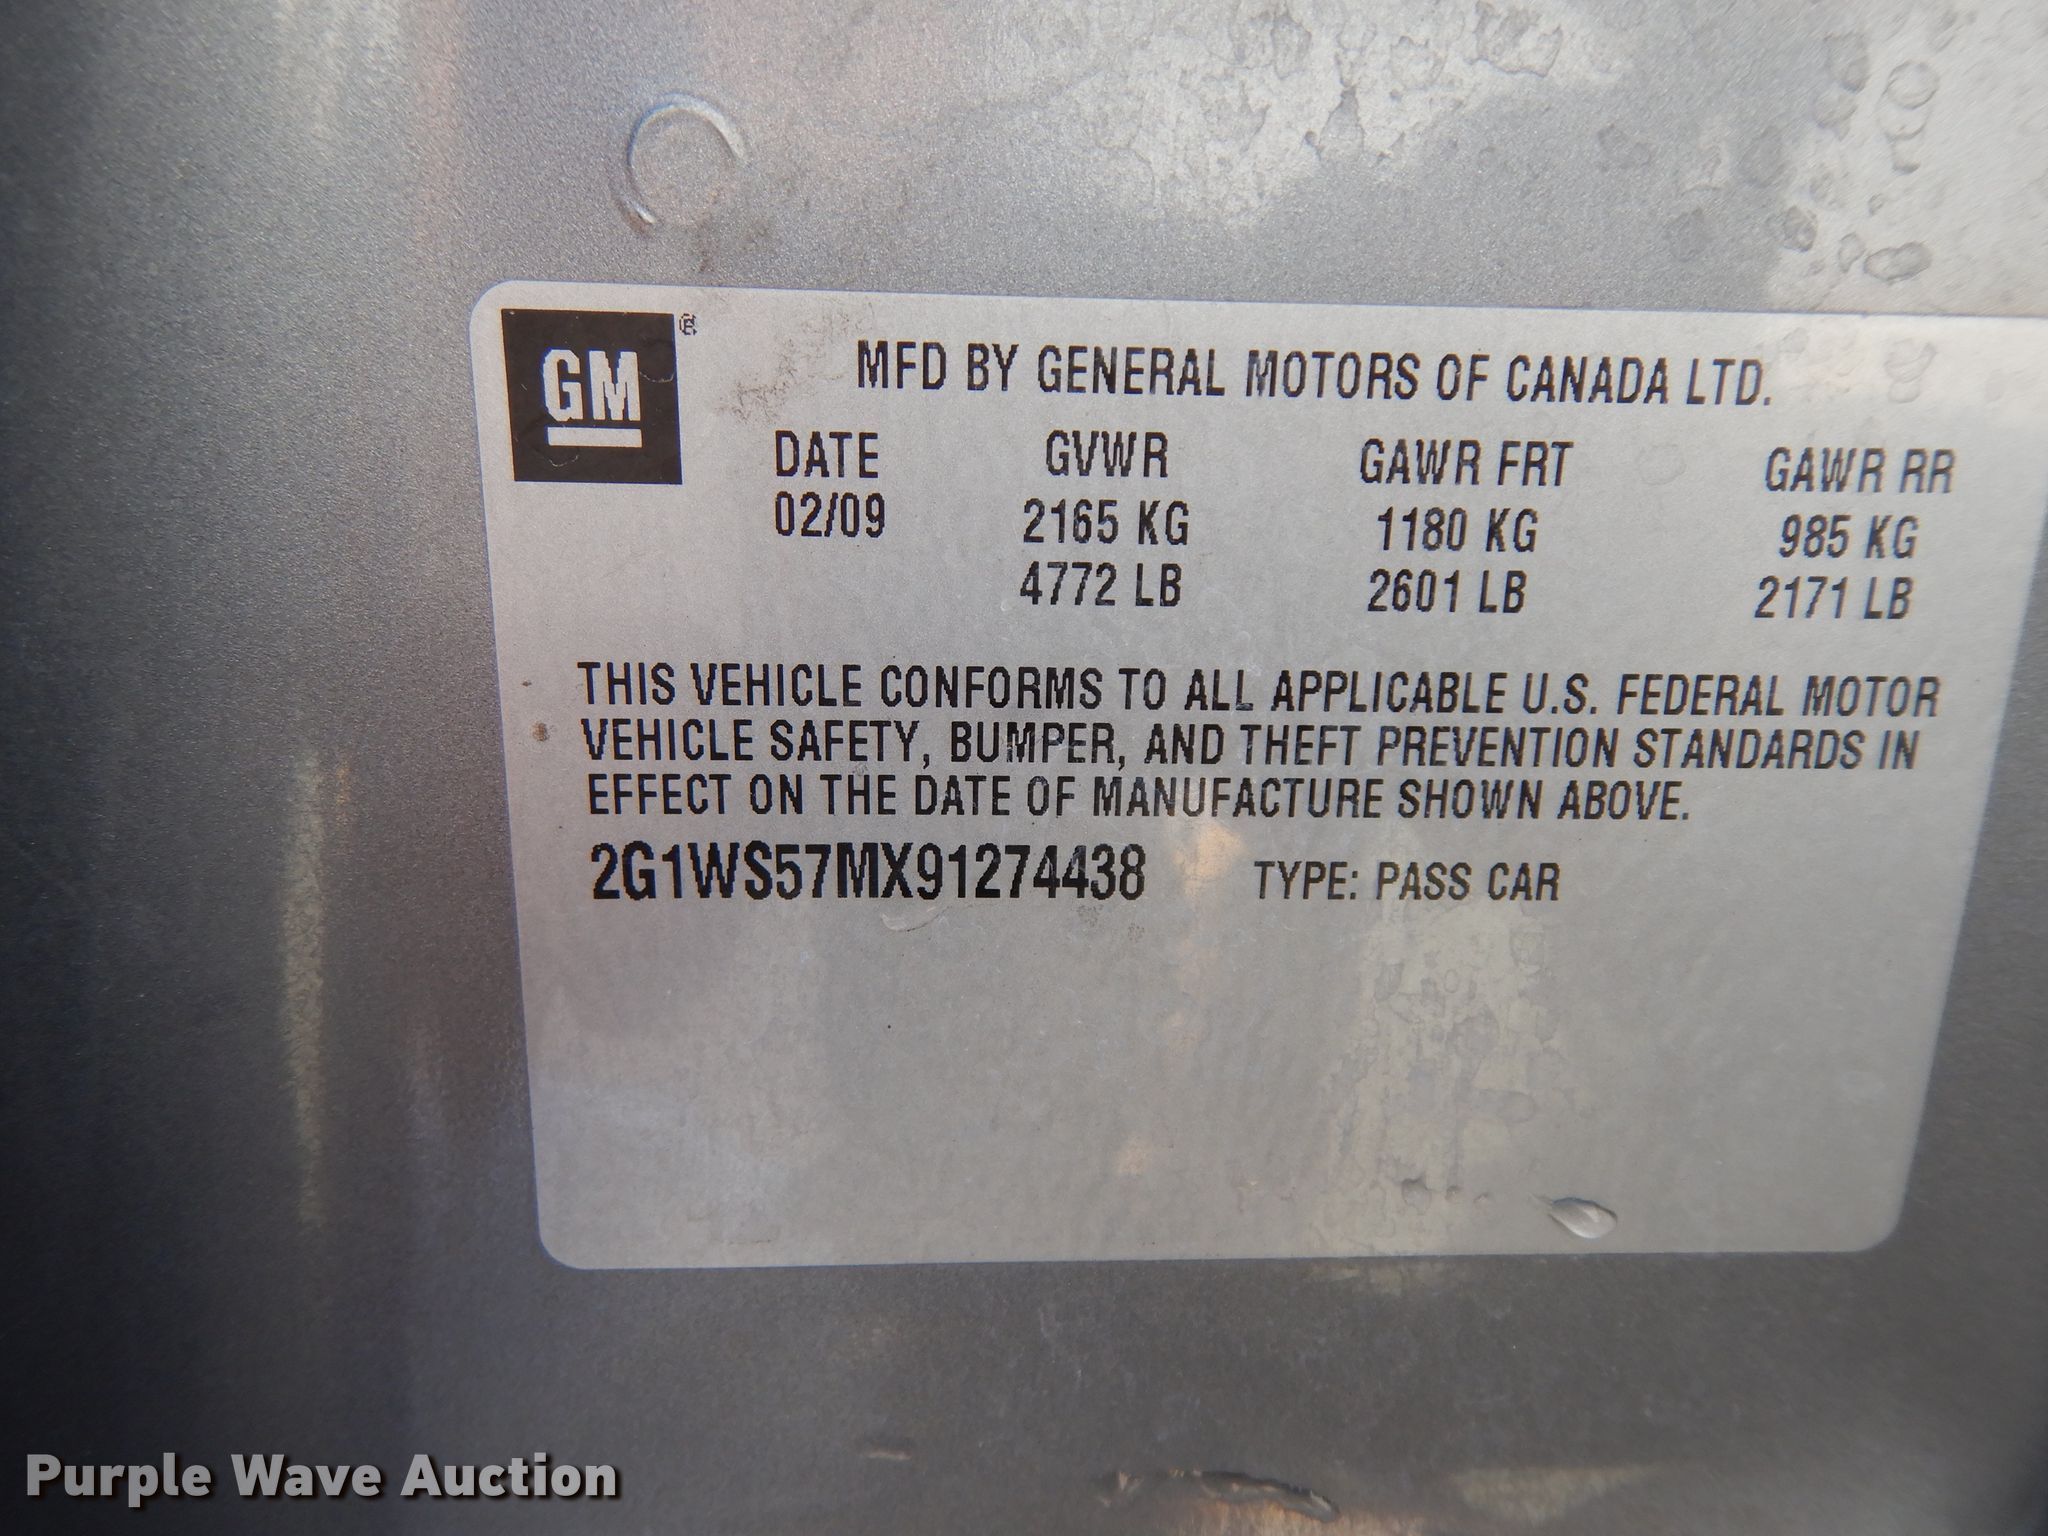 GM ®
MFD BY GENERAL MOTORS OF CANADA LTD.
DATE GVWR GAWR FRT GAWR RR
02/09 2165 KG 1180 KG 985 KG
4772 LB 2601 LB 2171 LB
THIS VEHICLE CONFORMS TO ALL APPLICABLE U.S. FEDERAL MOTOR
VEHICLE SAFETY, BUMPER, AND THEFT PREVENTION STANDARDS IN
EFFECT ON THE DATE OF MANUFACTURE SHOWN ABOVE.
2G1WS57MX91274438 TYPE: PASS CAR
Purple Wave Auction